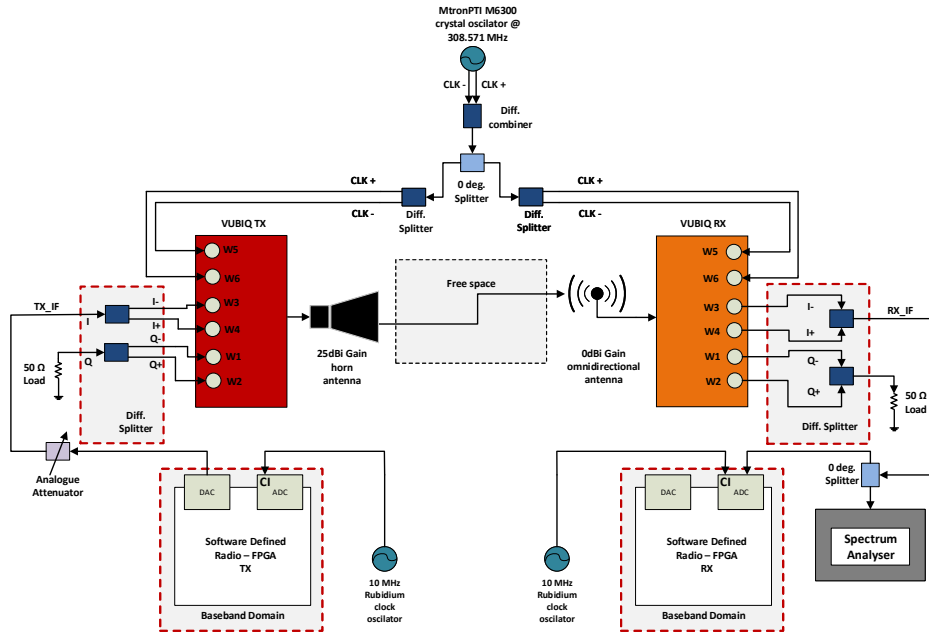 MtronPTI M6300
crystal oscilator @
308.571 MHz
CLK -
CLK +
Diff.
combiner
0 deg.
Splitter
CLK +
CLK -
Diff.
Splitter
CLK +
CLK -
Diff.
Splitter
VUBIQ TX
W5
W6
W3
W4
W1
W2
VUBIQ RX
W5
W6
W3
W4
W1
W2
Free space
25dBi Gain
horn
antenna
0dBi Gain
omnidirectional
antenna
TX_IF
I
I-
I+
Q
Q-
Q+
50 Ω
Load
Diff.
Splitter
RX_IF
I-
I+
Q-
Q+
50 Ω
Load
Diff. Splitter
Analogue
Attenuator
DAC
CI
ADC
Software Defined
Radio – FPGA
TX
Baseband Domain
10 MHz
Rubidium
clock
oscilator
10 MHz
Rubidium
clock
oscilator
DAC
CI
ADC
Software Defined
Radio – FPGA
RX
Baseband Domain
0 deg.
Splitter
Spectrum
Analyser